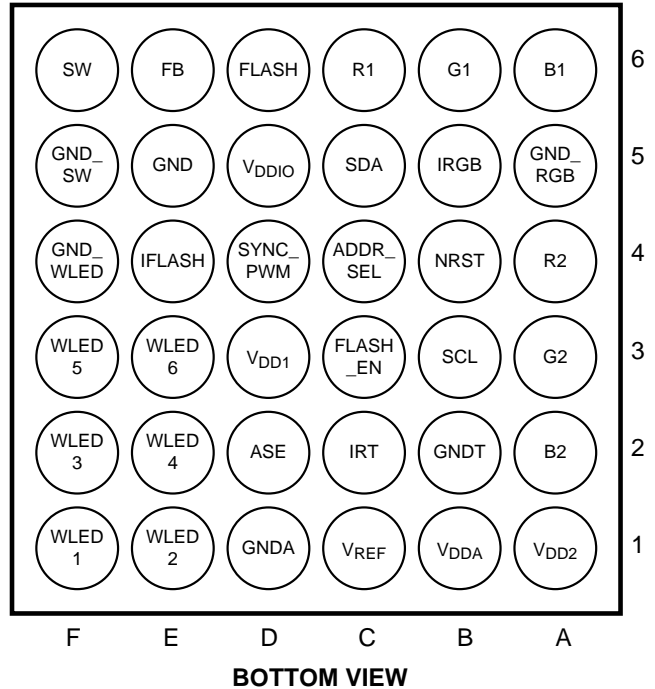 SW FB FLASH R1 G1 B1 6
GND_
SW GND VDDIO SDA IRGB GND_
RGB 5
GND_
WLED IFLASH SYNC_
PWM ADDR_
SEL NRST R2 4
WLED
5 WLED
6 VDD1 FLASH
_EN SCL G2 3
WLED
3 WLED
4 ASE IRT GNDT B2 2
WLED
1 WLED
2 GNDA VREF VDDA VDD2 1
F E D C B A
BOTTOM VIEW